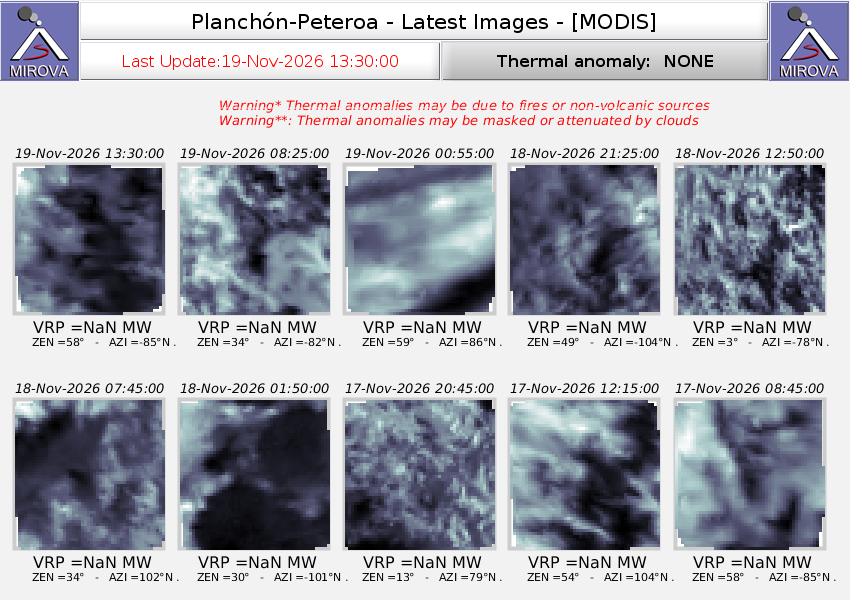 Planchón-Peteroa - Latest Images - [MODIS]
MIROVA
Last Update:19-Nov-2026 13:30:00
Thermal anomaly: NONE
MIROVA
Warning* Thermal anomalies may be due to fires or non-volcanic sources
Warning**: Thermal anomalies may be masked or attenuated by clouds
19-Nov-2026 13:30:00 19-Nov-2026 08:25:00 19-Nov-2026 00:55:00 18-Nov-2026 21:25:00 18-Nov-2026 12:50:00
VRP =NaN MW VRP =NaN MW VRP =NaN MW VRP =NaN MW VRP =NaN MW
ZEN =58° - AZI =-85°N . ZEN =34° - AZI =-82°N . ZEN =59° - AZI =86°N . ZEN =49° - AZI =-104°N . ZEN =3° - AZI =-78°N .
18-Nov-2026 07:45:00 18-Nov-2026 01:50:00 17-Nov-2026 20:45:00 17-Nov-2026 12:15:00 17-Nov-2026 08:45:00
VRP =NaN MW VRP =NaN MW VRP =NaN MW VRP =NaN MW VRP =NaN MW
ZEN =34° - AZI =102°N . ZEN =30° - AZI =-101°N . ZEN =13° - AZI =79°N . ZEN =54° - AZI =104°N . ZEN =58° - AZI =-85°N .